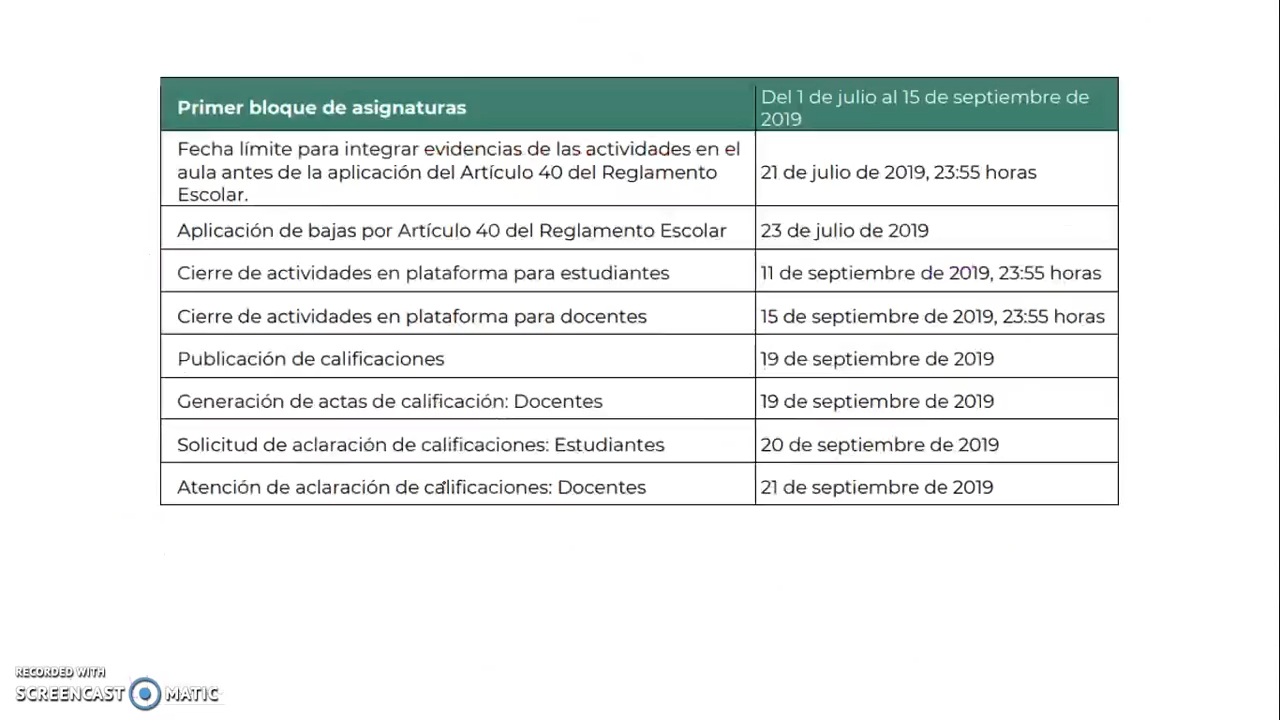 Primer bloque de asignaturas
Del 1 de julio al 15 de septiembre de
2019
Fecha límite para integrar evidencias de las actividades en el
aula antes de la aplicación del Artículo 40 del Reglamento
Escolar.
21 de julio de 2019, 23:55 horas
Aplicación de bajas por Artículo 40 del Reglamento Escolar
23 de julio de 2019
Cierre de actividades en plataforma para estudiantes
11 de septiembre de 2019, 23:55 horas
Cierre de actividades en plataforma para docentes
15 de septiembre de 2019, 23:55 horas
Publicación de calificaciones
19 de septiembre de 2019
Generación de actas de calificación: Docentes
19 de septiembre de 2019
Solicitud de aclaración de calificaciones: Estudiantes
20 de septiembre de 2019
Atención de aclaración de calificaciones: Docentes
21 de septiembre de 2019
RECORDED WITH
SCREENCAST MATIC